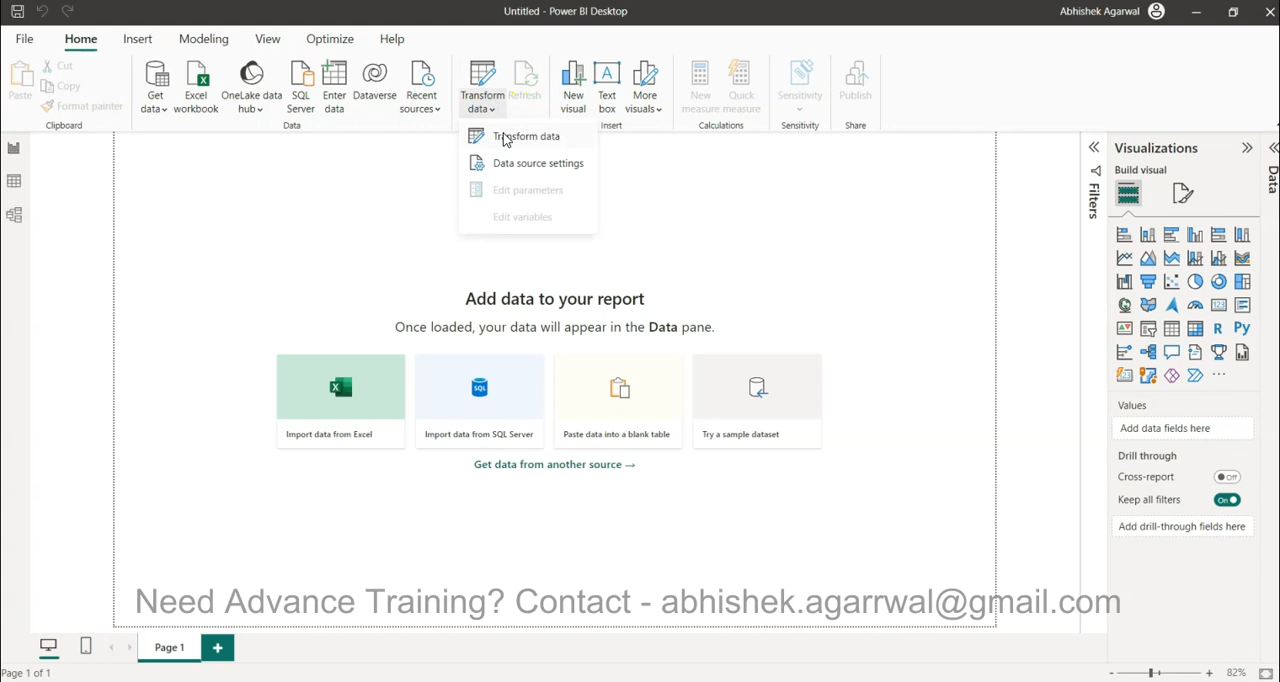 Untitled - Power BI Desktop
Abhishek Agarwal
File Home Insert Modeling View Optimize Help
Paste
Cut
Copy
Format painter
Clipboard
Get data
Excel workbook
OneLake data hub
SQL Server
Enter data
Dataverse
Recent sources
Data
Transform data
Refresh
New visual
Text box
More visuals
Insert
New measure
Quick measure
Calculations
Sensitivity
Sensitivity
Publish
Share
Transform data
Data source settings
Edit parameters
Edit variables
Add data to your report
Once loaded, your data will appear in the Data pane.
Import data from Excel
SQL
Import data from SQL Server
Paste data into a blank table
Try a sample dataset
Get data from another source →
Filters
Visualizations
Build visual
123
R
Py
123
Values
Add data fields here
Drill through
Cross-report
Off
Keep all filters
On
Add drill-through fields here
Data
Need Advance Training? Contact - abhishek.agarrwal@gmail.com
Page 1
Page 1 of 1
82%